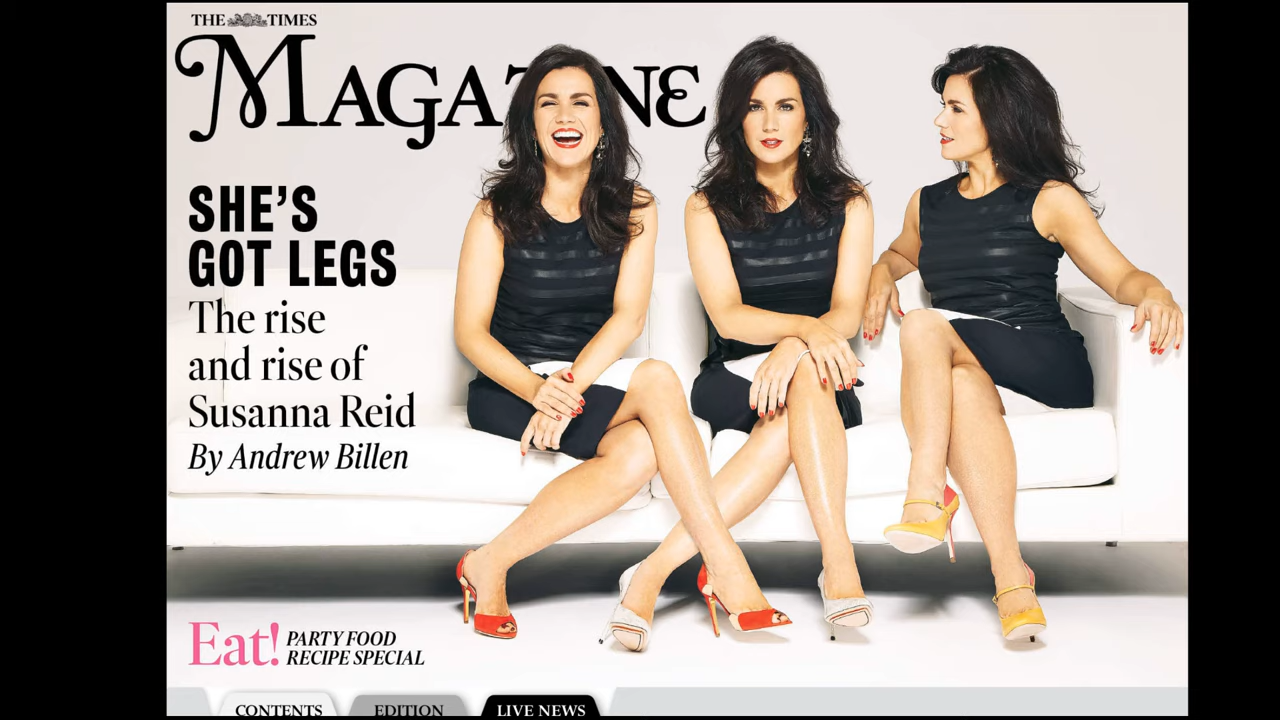 THE TIMES
MAGAZINE
SHE'S
GOT LEGS
The rise
and rise of
Susanna Reid
By Andrew Billen
Eat! PARTY FOOD
RECIPE SPECIAL
CONTENTS EDITION LIVE NEWS